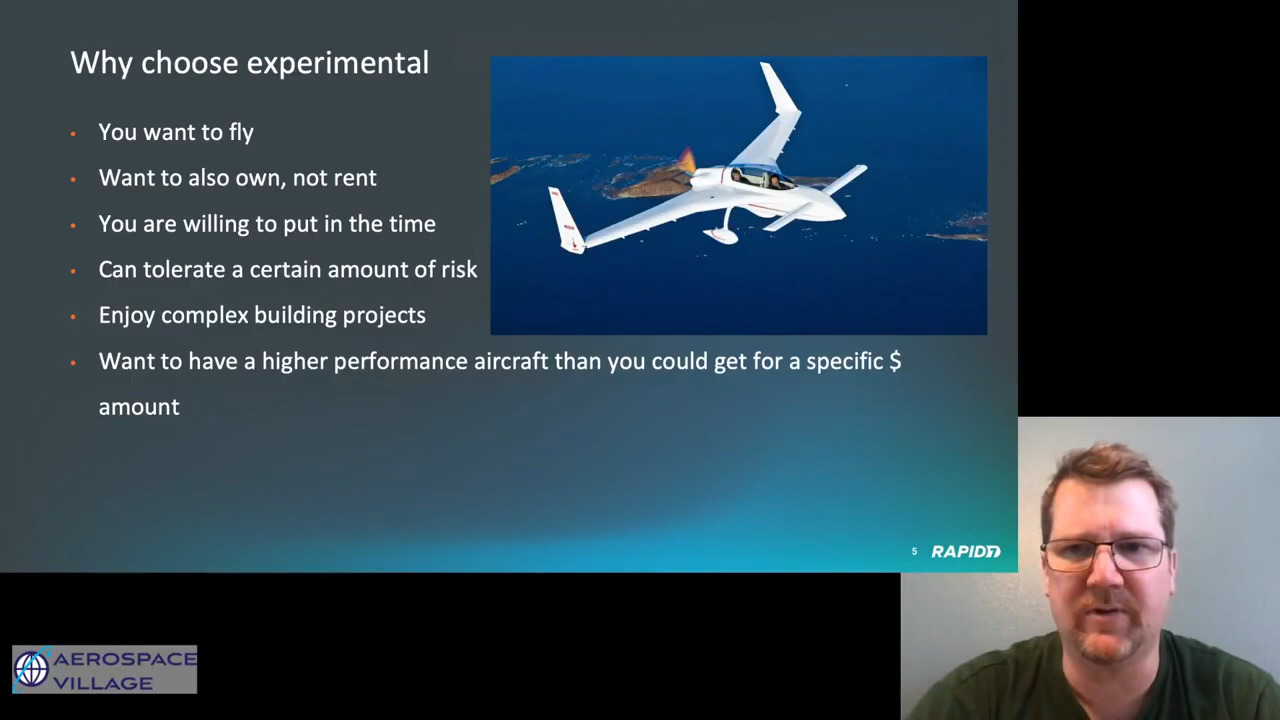 Why choose experimental
• You want to fly
• Want to also own, not rent
• You are willing to put in the time
• Can tolerate a certain amount of risk
• Enjoy complex building projects
• Want to have a higher performance aircraft than you could get for a specific $
amount
5 RAPID7
AEROSPACE
VILLAGE